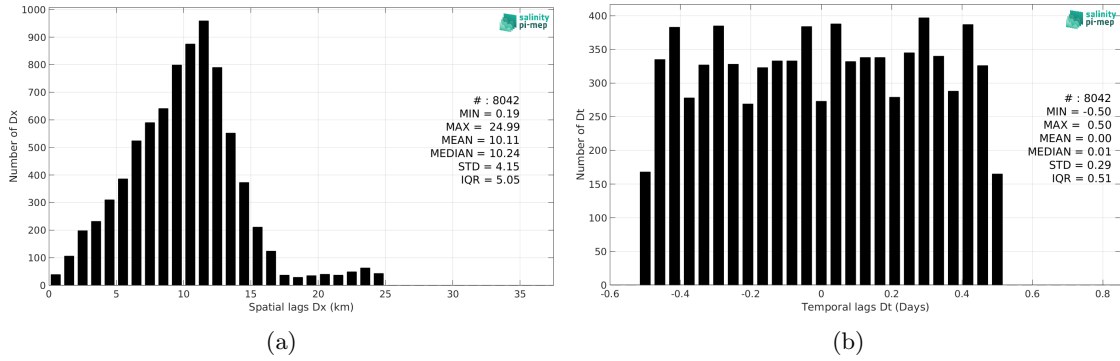 1000
900
800
700
600
500
400
300
200
100
0
Number of Dx
0 5 10 15 20 25 30 35
Spatial lags Dx (km)
salinity
pi-mep
# : 8042
MIN = 0.19
MAX = 24.99
MEAN = 10.11
MEDIAN = 10.24
STD = 4.15
IQR = 5.05
(a)
400
350
300
250
200
150
100
50
0
Number of Dt
-0.6 -0.4 -0.2 0 0.2 0.4 0.6 0.8
Temporal lags Dt (Days)
salinity
pi-mep
# : 8042
MIN = -0.50
MAX = 0.50
MEAN = 0.00
MEDIAN = 0.01
STD = 0.29
IQR = 0.51
(b)